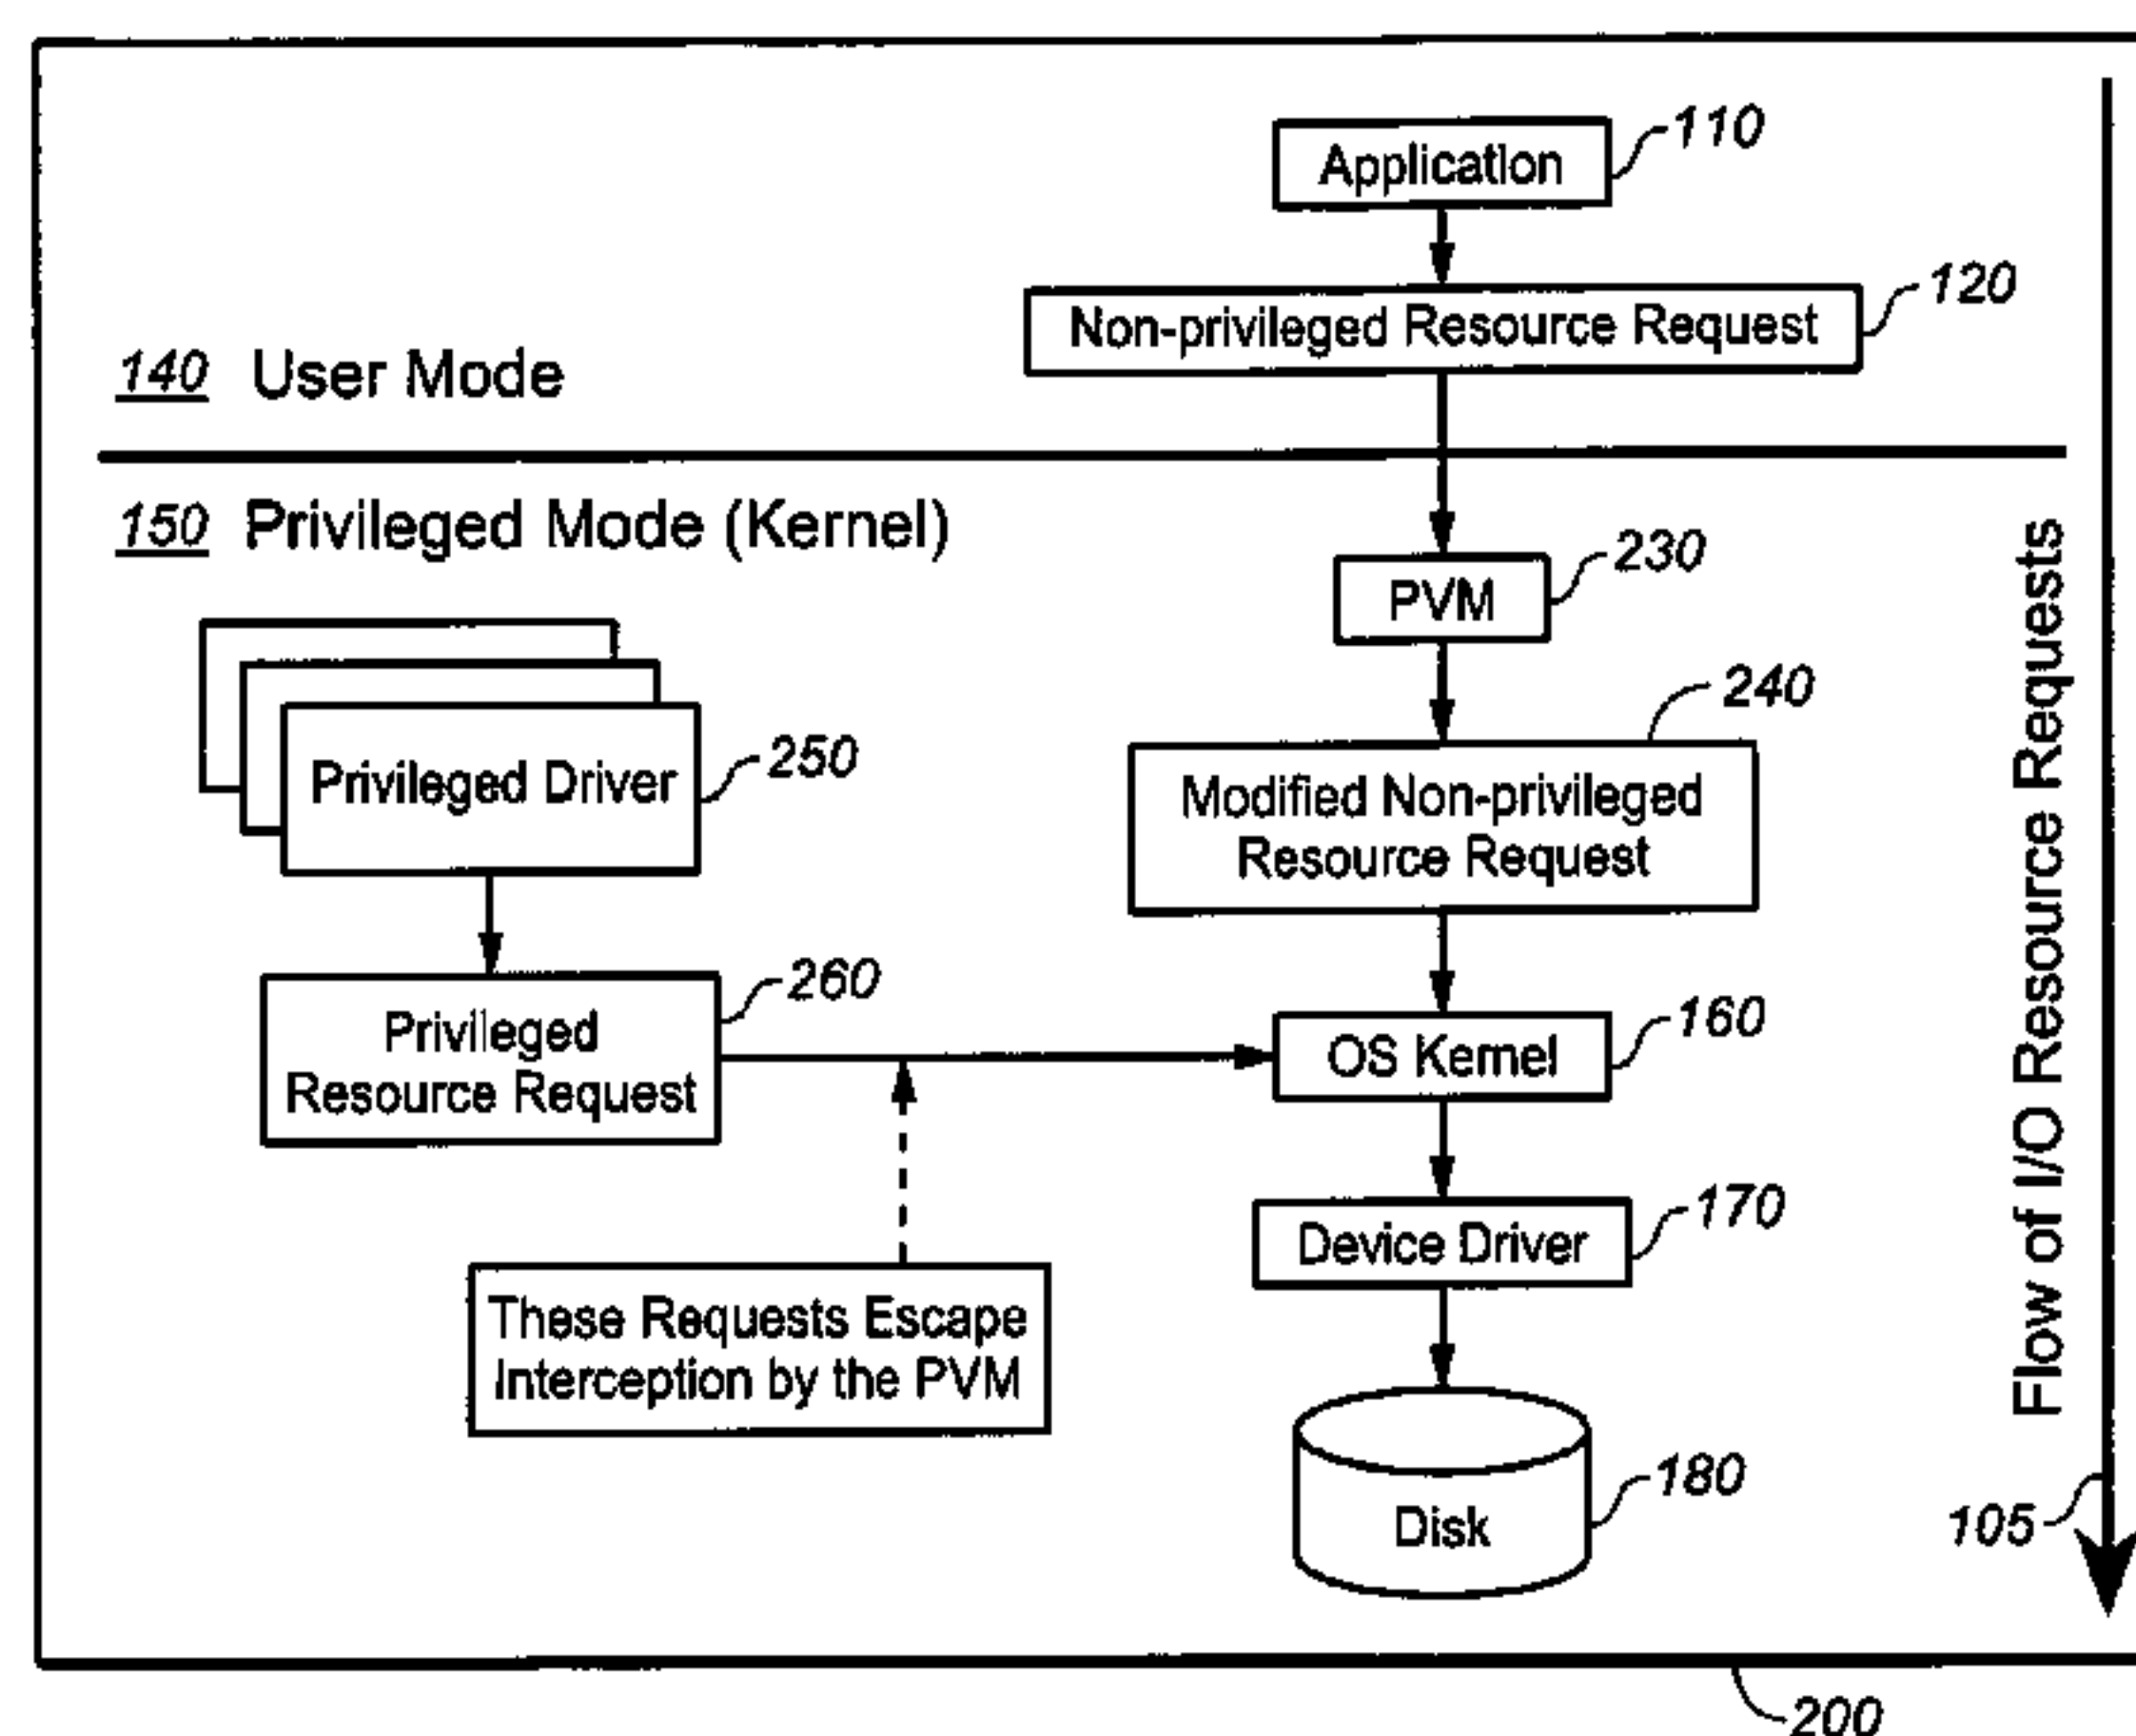 Application
110
Non-privileged Resource Request
120
140 User Mode
150 Privileged Mode (Kernel)
PVM
230
Privileged Driver
250
Modified Non-privileged
Resource Request
240
Privileged
Resource Request
260
OS Kernel
160
Device Driver
170
These Requests Escape
Interception by the PVM
Disk
180
Flow of I/O Resource Requests
105
200